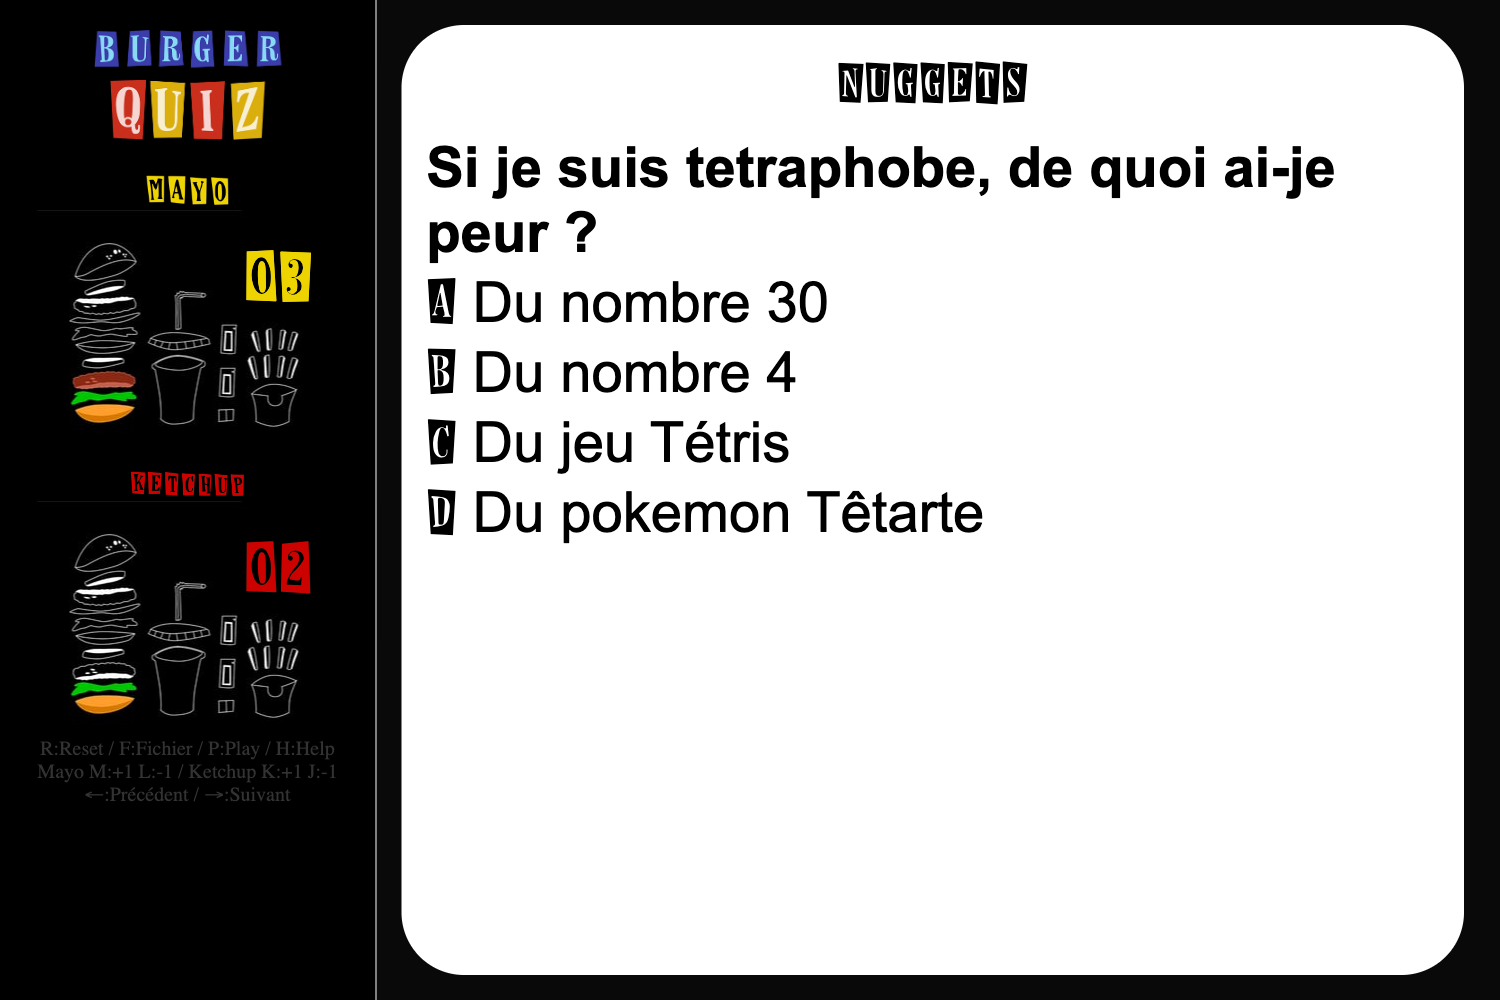 BURGER
QUIZ
MAYO
03
KETCHUP
02
R:Reset / F:Fichier / P:Play / H:Help
Mayo M:+1 L:-1 / Ketchup K:+1 J:-1
←:Précédent / →:Suivant
NUGGETS
Si je suis tetraphobe, de quoi ai-je
peur ?
A Du nombre 30
B Du nombre 4
C Du jeu Tétris
D Du pokemon Têtarte